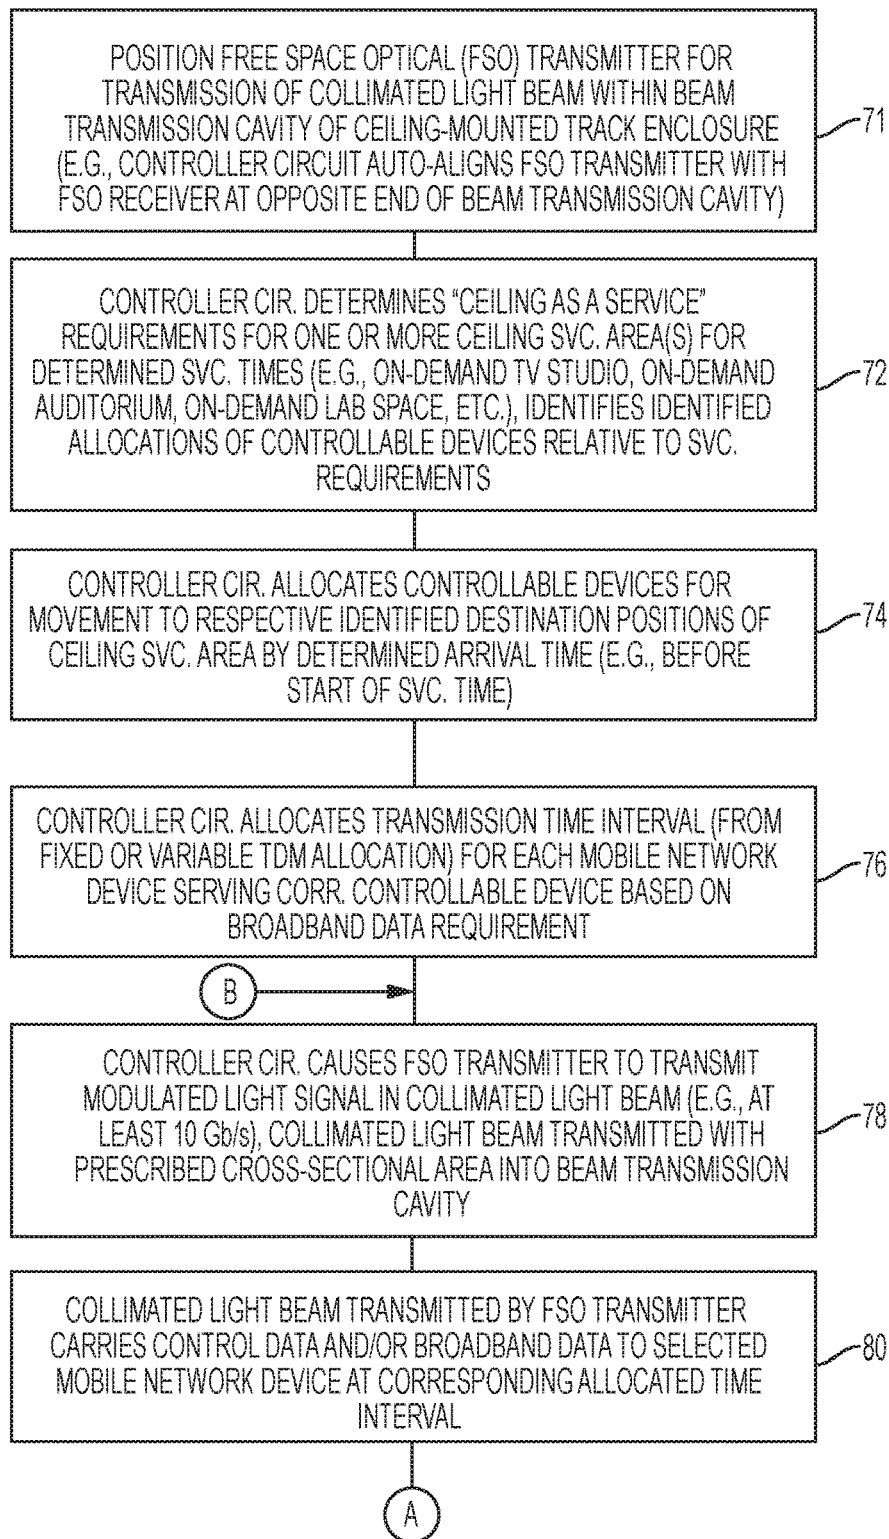 POSITION FREE SPACE OPTICAL (FSO) TRANSMITTER FOR
TRANSMISSION OF COLLIMATED LIGHT BEAM WITHIN BEAM
TRANSMISSION CAVITY OF CEILING-MOUNTED TRACK ENCLOSURE
(E.G., CONTROLLER CIRCUIT AUTO-ALIGNS FSO TRANSMITTER WITH
FSO RECEIVER AT OPPOSITE END OF BEAM TRANSMISSION CAVITY)
71
CONTROLLER CIR. DETERMINES “CEILING AS A SERVICE”
REQUIREMENTS FOR ONE OR MORE CEILING SVC. AREA(S) FOR
DETERMINED SVC. TIMES (E.G., ON-DEMAND TV STUDIO, ON-DEMAND
AUDITORIUM, ON-DEMAND LAB SPACE, ETC.), IDENTIFIES IDENTIFIED
ALLOCATIONS OF CONTROLLABLE DEVICES RELATIVE TO SVC.
REQUIREMENTS
72
CONTROLLER CIR. ALLOCATES CONTROLLABLE DEVICES FOR
MOVEMENT TO RESPECTIVE IDENTIFIED DESTINATION POSITIONS OF
CEILING SVC. AREA BY DETERMINED ARRIVAL TIME (E.G., BEFORE
START OF SVC. TIME)
74
CONTROLLER CIR. ALLOCATES TRANSMISSION TIME INTERVAL (FROM
FIXED OR VARIABLE TDM ALLOCATION) FOR EACH MOBILE NETWORK
DEVICE SERVING CORR. CONTROLLABLE DEVICE BASED ON
BROADBAND DATA REQUIREMENT
76
B
CONTROLLER CIR. CAUSES FSO TRANSMITTER TO TRANSMIT
MODULATED LIGHT SIGNAL IN COLLIMATED LIGHT BEAM (E.G., AT
LEAST 10 Gb/s), COLLIMATED LIGHT BEAM TRANSMITTED WITH
PRESCRIBED CROSS-SECTIONAL AREA INTO BEAM TRANSMISSION
CAVITY
78
COLLIMATED LIGHT BEAM TRANSMITTED BY FSO TRANSMITTER
CARRIES CONTROL DATA AND/OR BROADBAND DATA TO SELECTED
MOBILE NETWORK DEVICE AT CORRESPONDING ALLOCATED TIME
INTERVAL
80
A